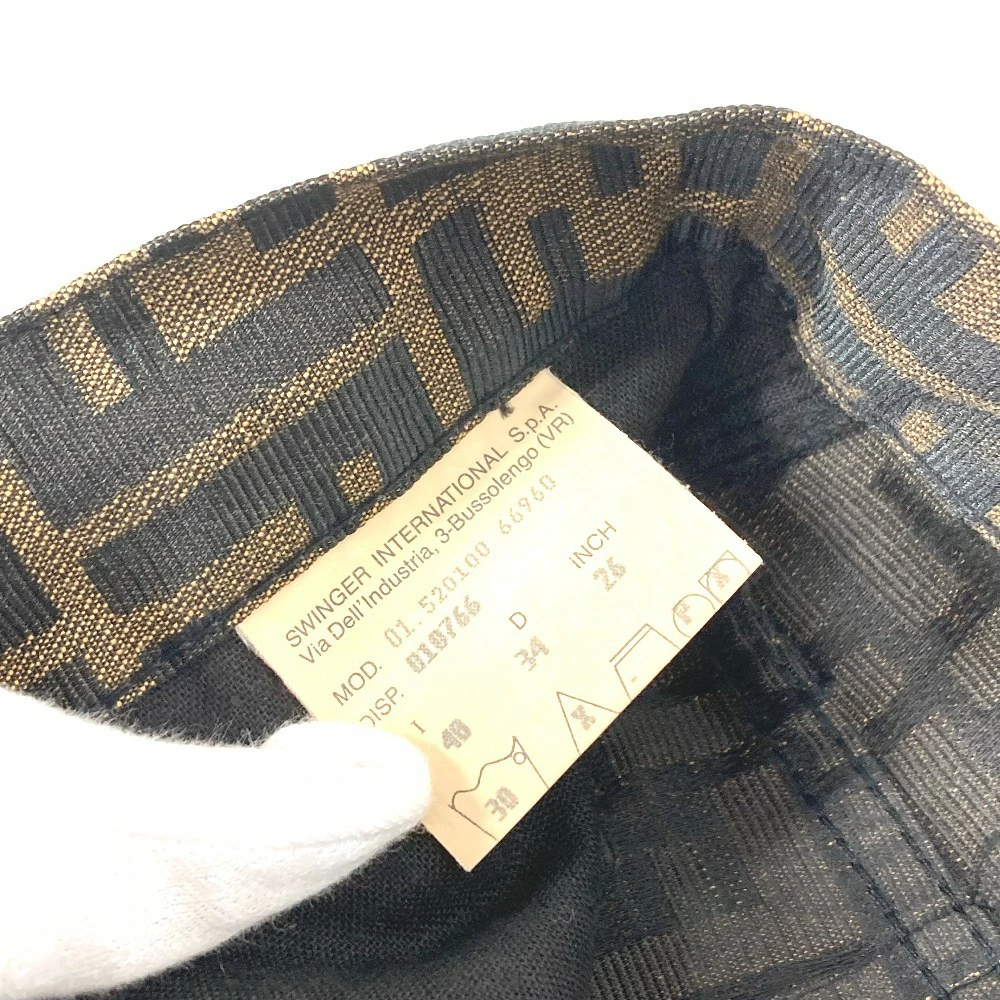 SWINGER INTERNATIONAL S.p.A.
Via Dell'Industria, 3-Bussolengo (VR)
MOD. 01.520100 66960
DISP. 010766
I D INCH
40 34 26
30 X P X